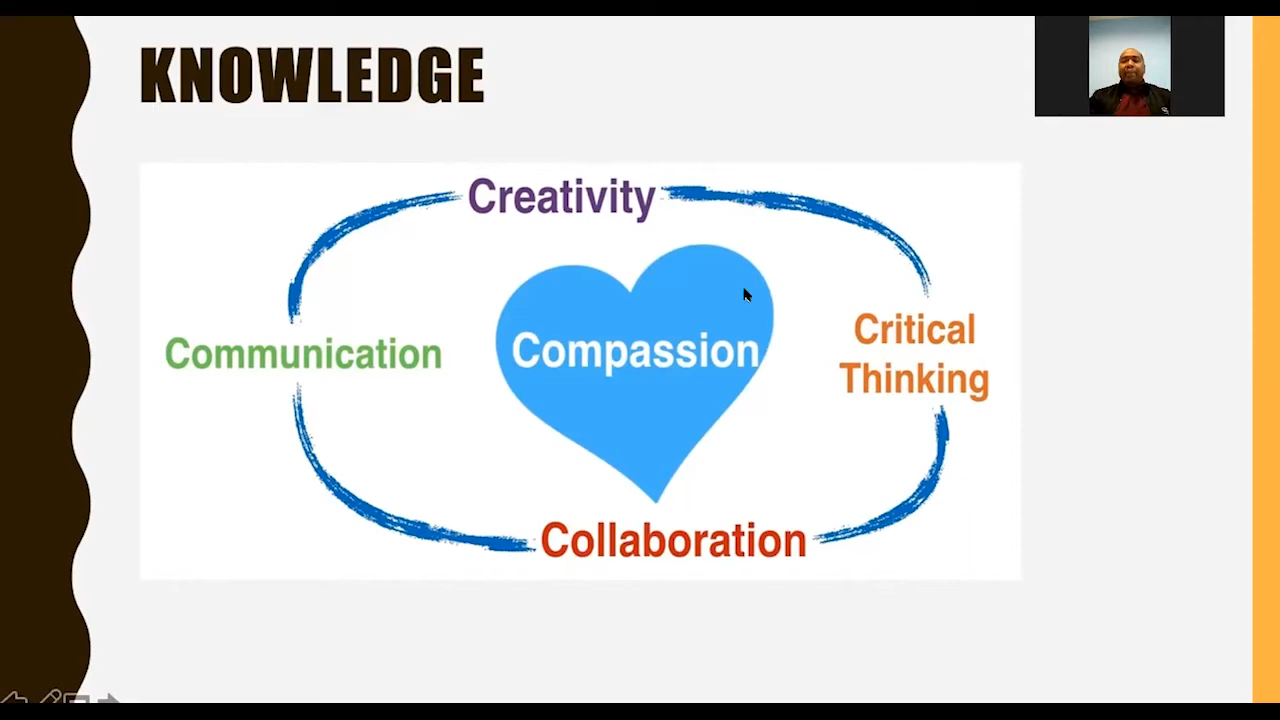 KNOWLEDGE
Creativity
Communication
Compassion
Critical
Thinking
Collaboration